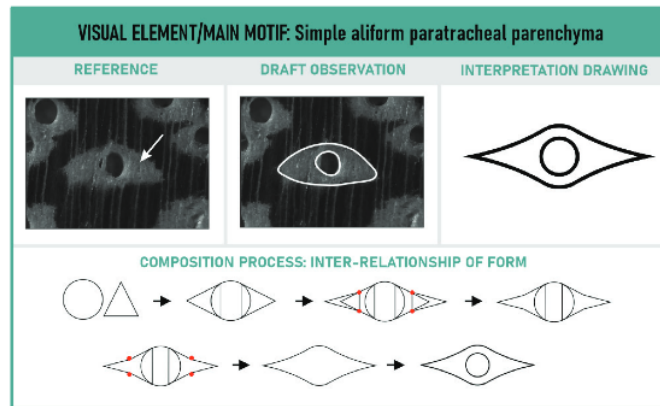 VISUAL ELEMENT/MAIN MOTIF: Simple aliform paratracheal parenchyma
REFERENCE
DRAFT OBSERVATION
INTERPRETATION DRAWING
COMPOSITION PROCESS: INTER-RELATIONSHIP OF FORM